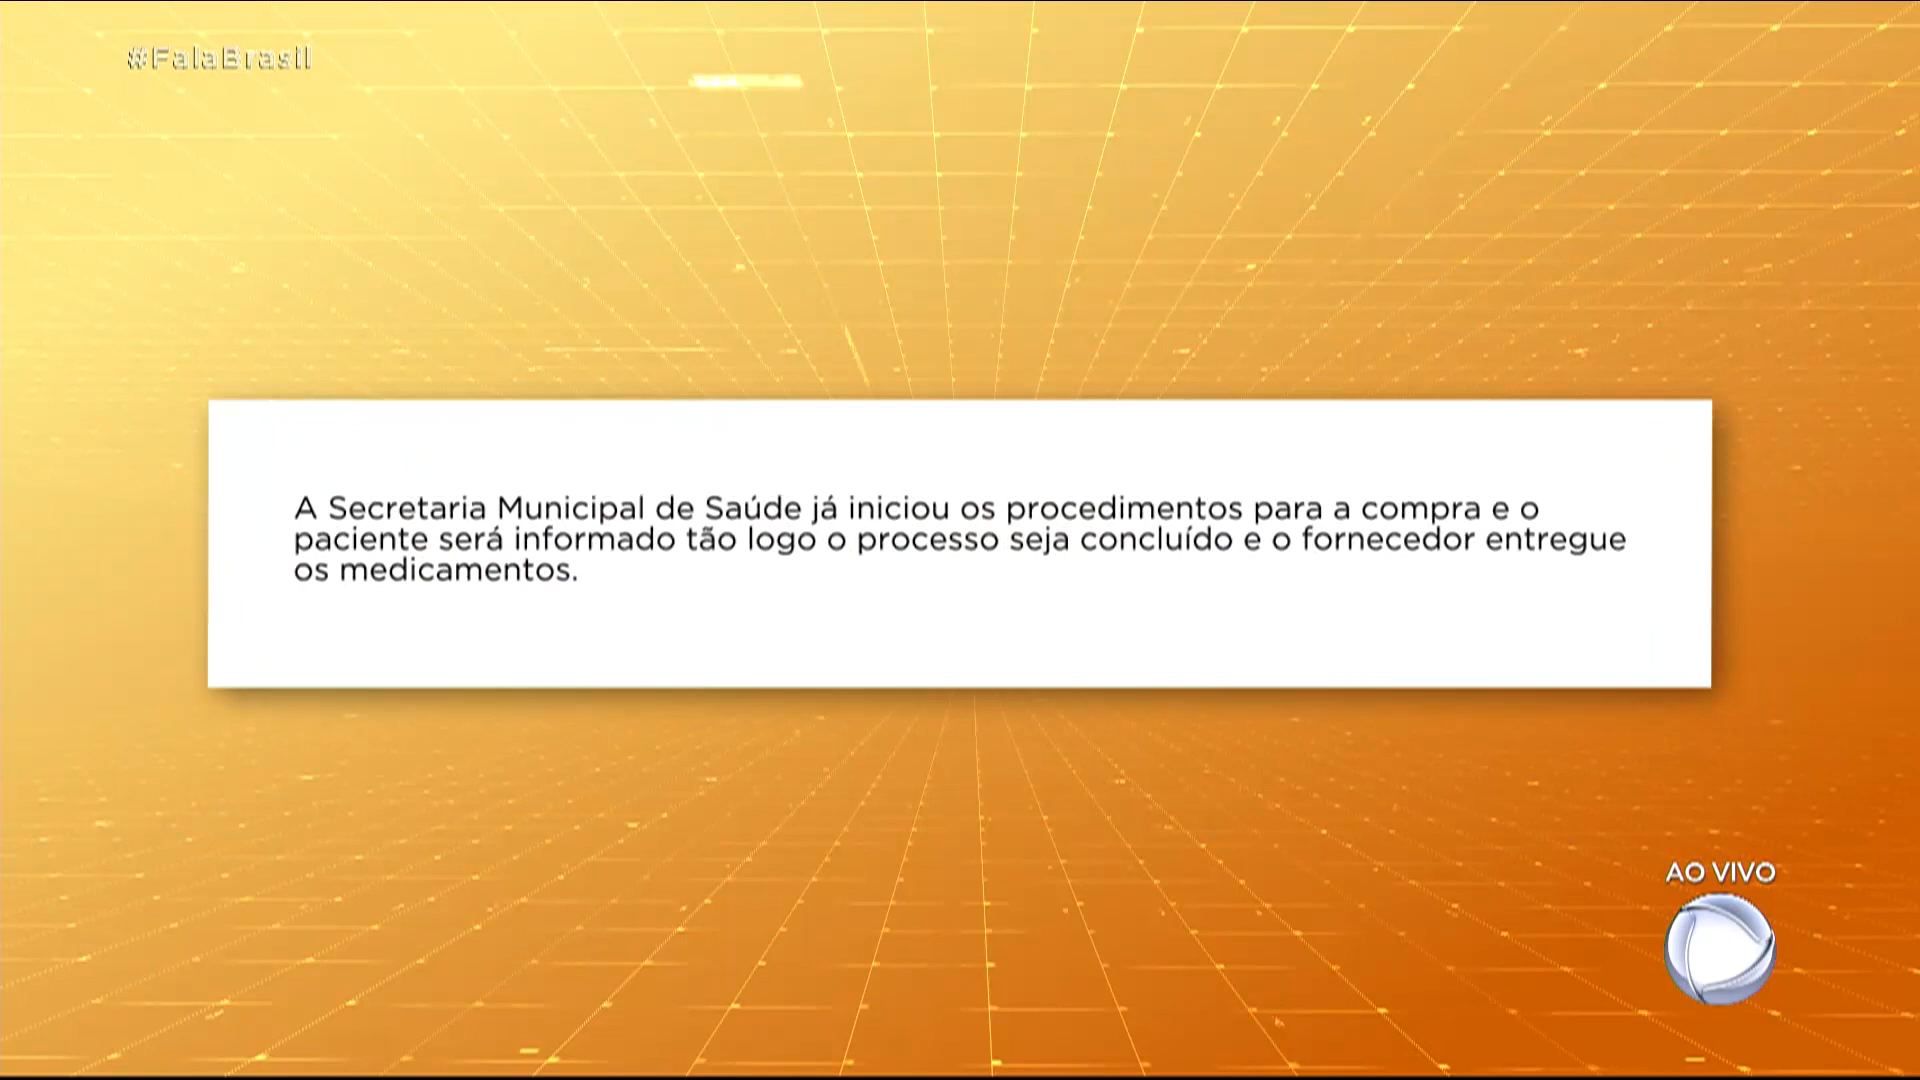 #FalaBrasil
A Secretaria Municipal de Saúde já iniciou os procedimentos para a compra e o
paciente será informado tão logo o processo seja concluído e o fornecedor entregue
os medicamentos.
AO VIVO